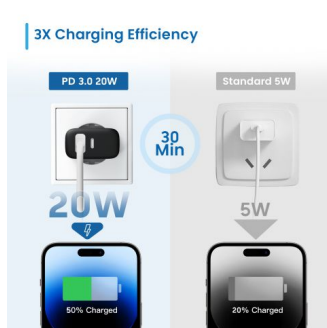 3X Charging Efficiency
PD 3.0 20W
Standard 5W
30
Min
20W
5W
50% Charged
20% Charged